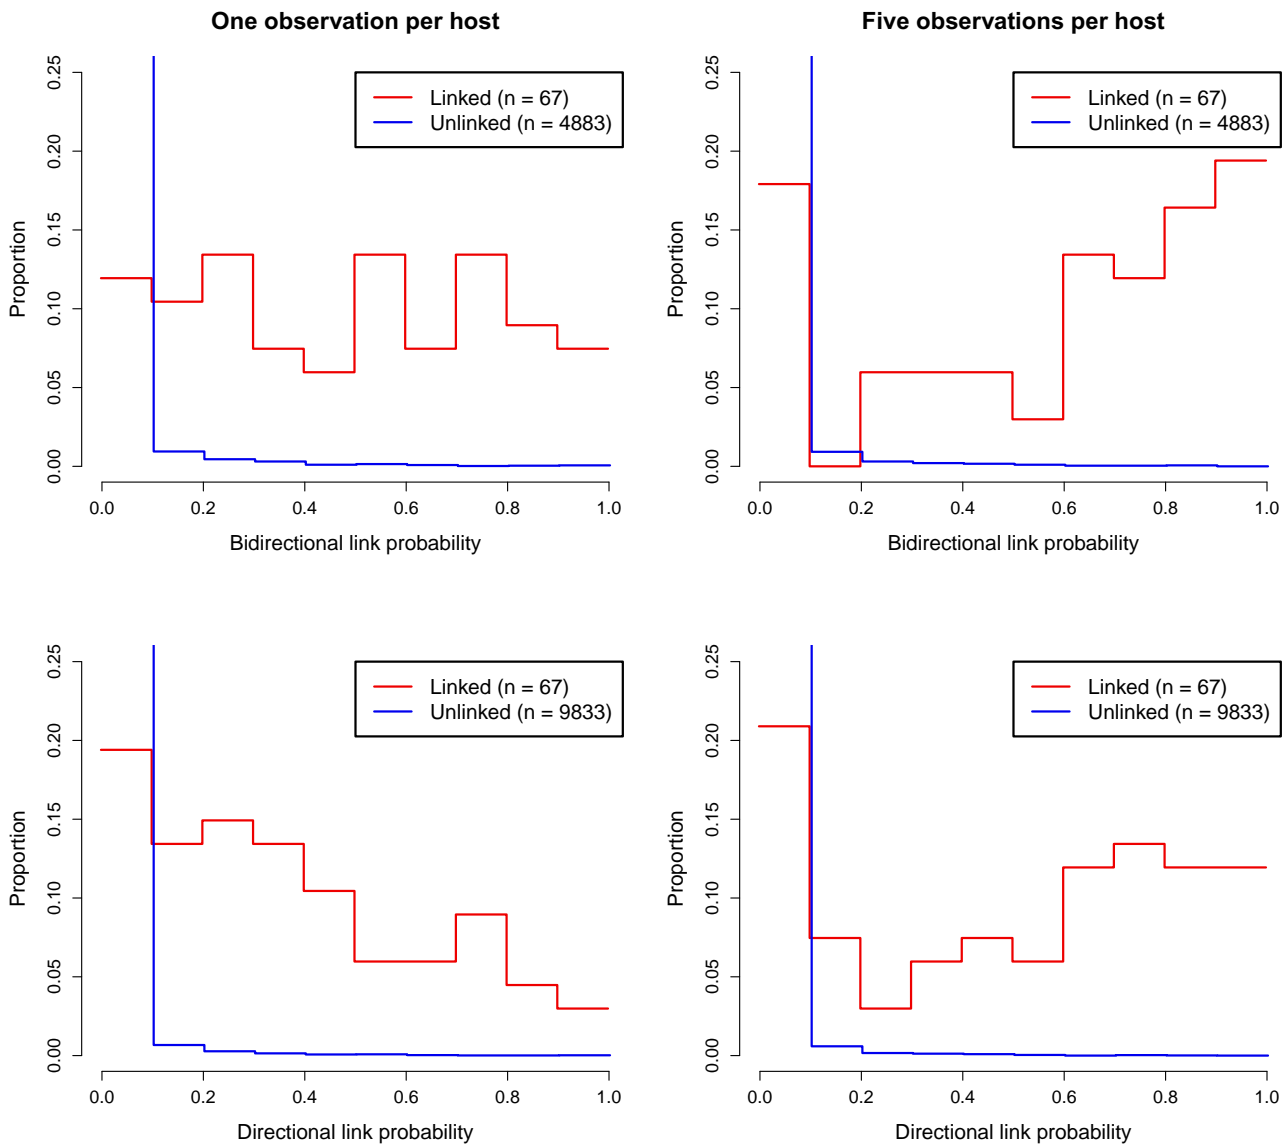 One observation per host
Five observations per host
0.25
0.20
0.15
0.10
0.05
0.00
Proportion
Linked (n = 67)
Unlinked (n = 4883)
0.0 0.2 0.4 0.6 0.8 1.0
Bidirectional link probability
0.25
0.20
0.15
0.10
0.05
0.00
Proportion
Linked (n = 67)
Unlinked (n = 4883)
0.0 0.2 0.4 0.6 0.8 1.0
Bidirectional link probability
0.25
0.20
0.15
0.10
0.05
0.00
Proportion
Linked (n = 67)
Unlinked (n = 9833)
0.0 0.2 0.4 0.6 0.8 1.0
Directional link probability
0.25
0.20
0.15
0.10
0.05
0.00
Proportion
Linked (n = 67)
Unlinked (n = 9833)
0.0 0.2 0.4 0.6 0.8 1.0
Directional link probability